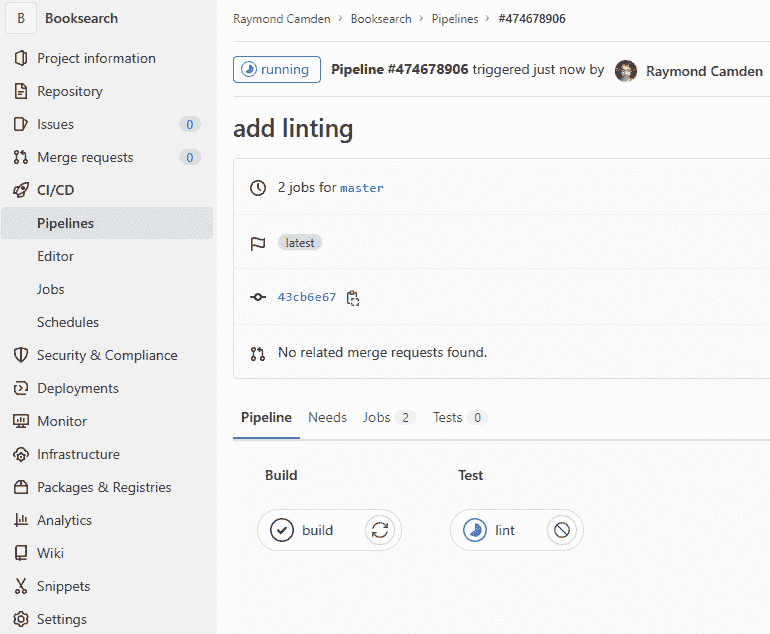 B Booksearch
Project information
Repository
Issues 0
Merge requests 0
CI/CD
Pipelines
Editor
Jobs
Schedules
Security & Compliance
Deployments
Monitor
Infrastructure
Packages & Registries
Analytics
Wiki
Snippets
Settings
Raymond Camden > Booksearch > Pipelines > #474678906
running Pipeline #474678906 triggered just now by Raymond Camden
add linting
2 jobs for master
latest
43cb6e67
No related merge requests found.
Pipeline Needs Jobs 2 Tests 0
Build Test
build lint